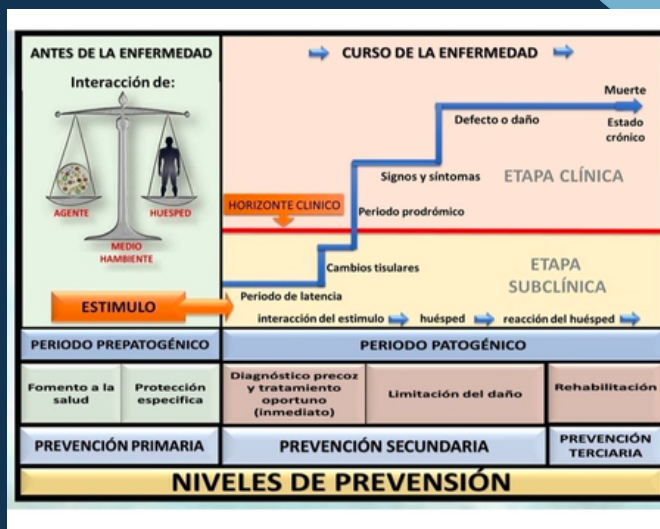 ANTES DE LA ENFERMEDAD
Interacción de:
AGENTE
HUESPED
MEDIO
HAMBIENTE
ESTIMULO
CURSO DE LA ENFERMEDAD
Muerte
Defecto o daño
Estado
crónico
Signos y síntomas
ETAPA CLÍNICA
HORIZONTE CLINICO
Periodo prodrómico
Cambios tisulares
ETAPA
SUBCLÍNICA
Periodo de latencia
interacción del estimulo
huésped
reacción del huésped
PERIODO PREPATOGÉNICO
PERIODO PATOGÉNICO
Fomento a la
salud
Protección
especifica
Diagnóstico precoz
y tratamiento
oportuno
(inmediato)
Limitación del daño
Rehabilitación
PREVENCIÓN PRIMARIA
PREVENCIÓN SECUNDARIA
PREVENCIÓN
TERCIARIA
NIVELES DE PREVENSIÓN